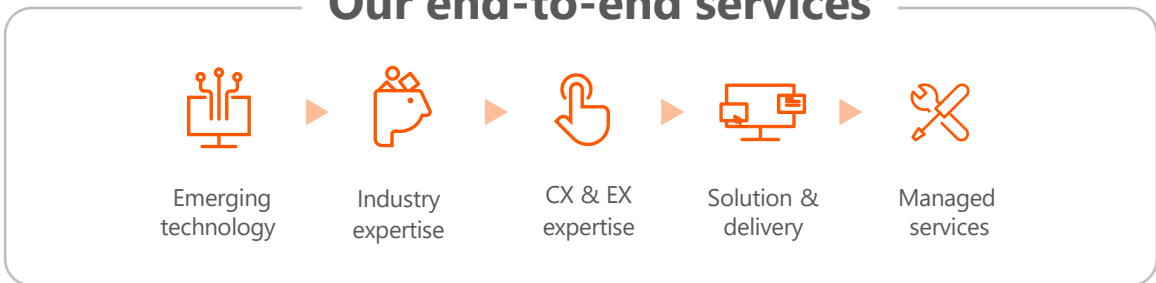 Our end-to-end services
Emerging
technology
Industry
expertise
CX & EX
expertise
Solution &
delivery
Managed
services